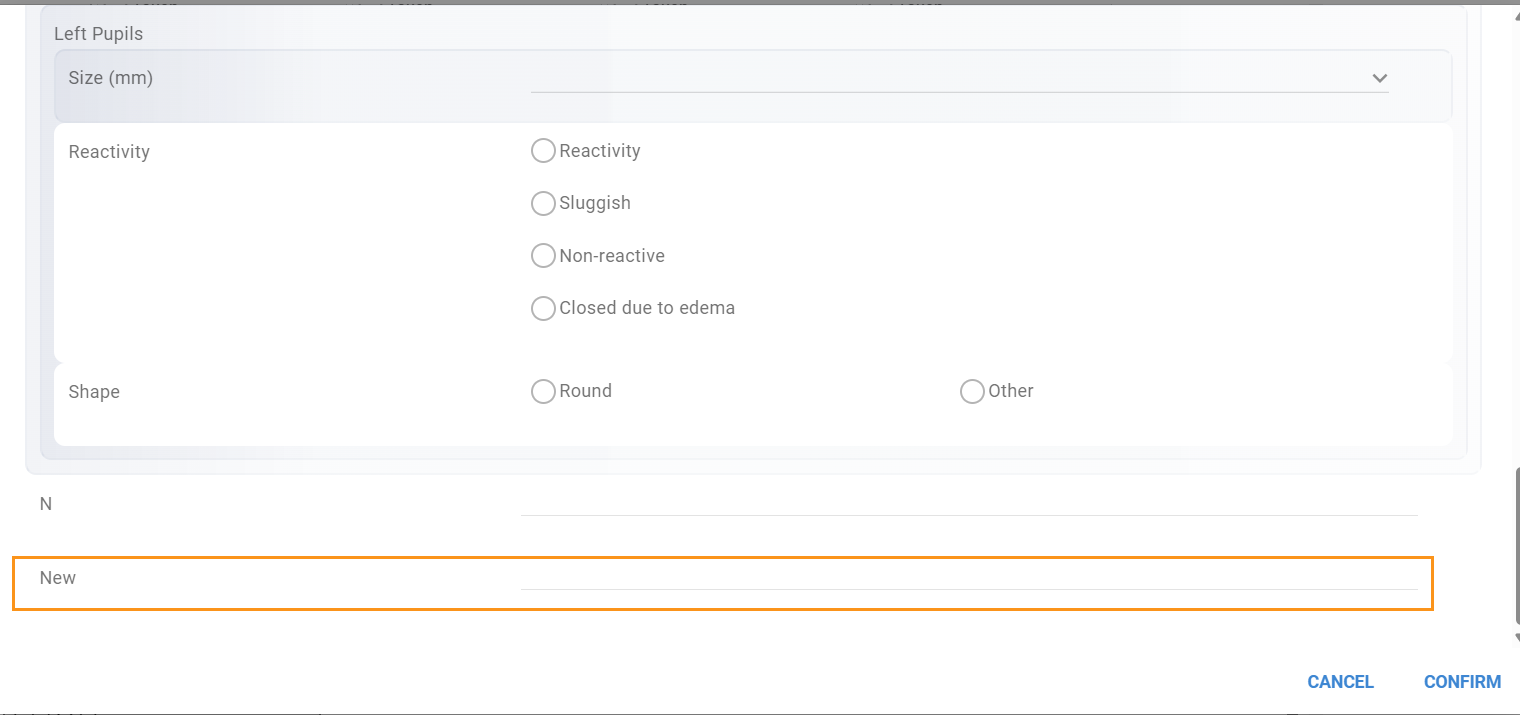 Left Pupils
Size (mm)
Reactivity
Reactivity
Sluggish
Non-reactive
Closed due to edema
Shape
Round
Other
N
New
CANCEL
CONFIRM